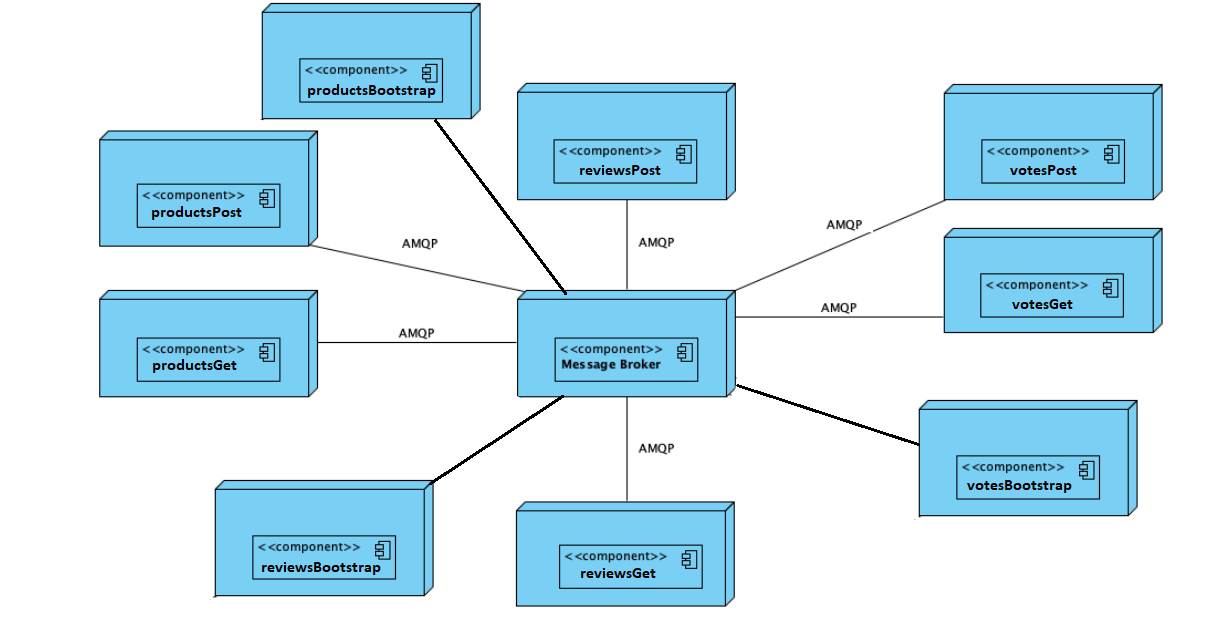 <<component>>
productsBootstrap
<<component>>
reviewsPost
<<component>>
votesPost
<<component>>
productsPost
AMQP
AMQP
AMQP
<<component>>
votesGet
<<component>>
productsGet
AMQP
<<component>>
Message Broker
AMQP
AMQP
<<component>>
votesBootstrap
<<component>>
reviewsBootstrap
<<component>>
reviewsGet